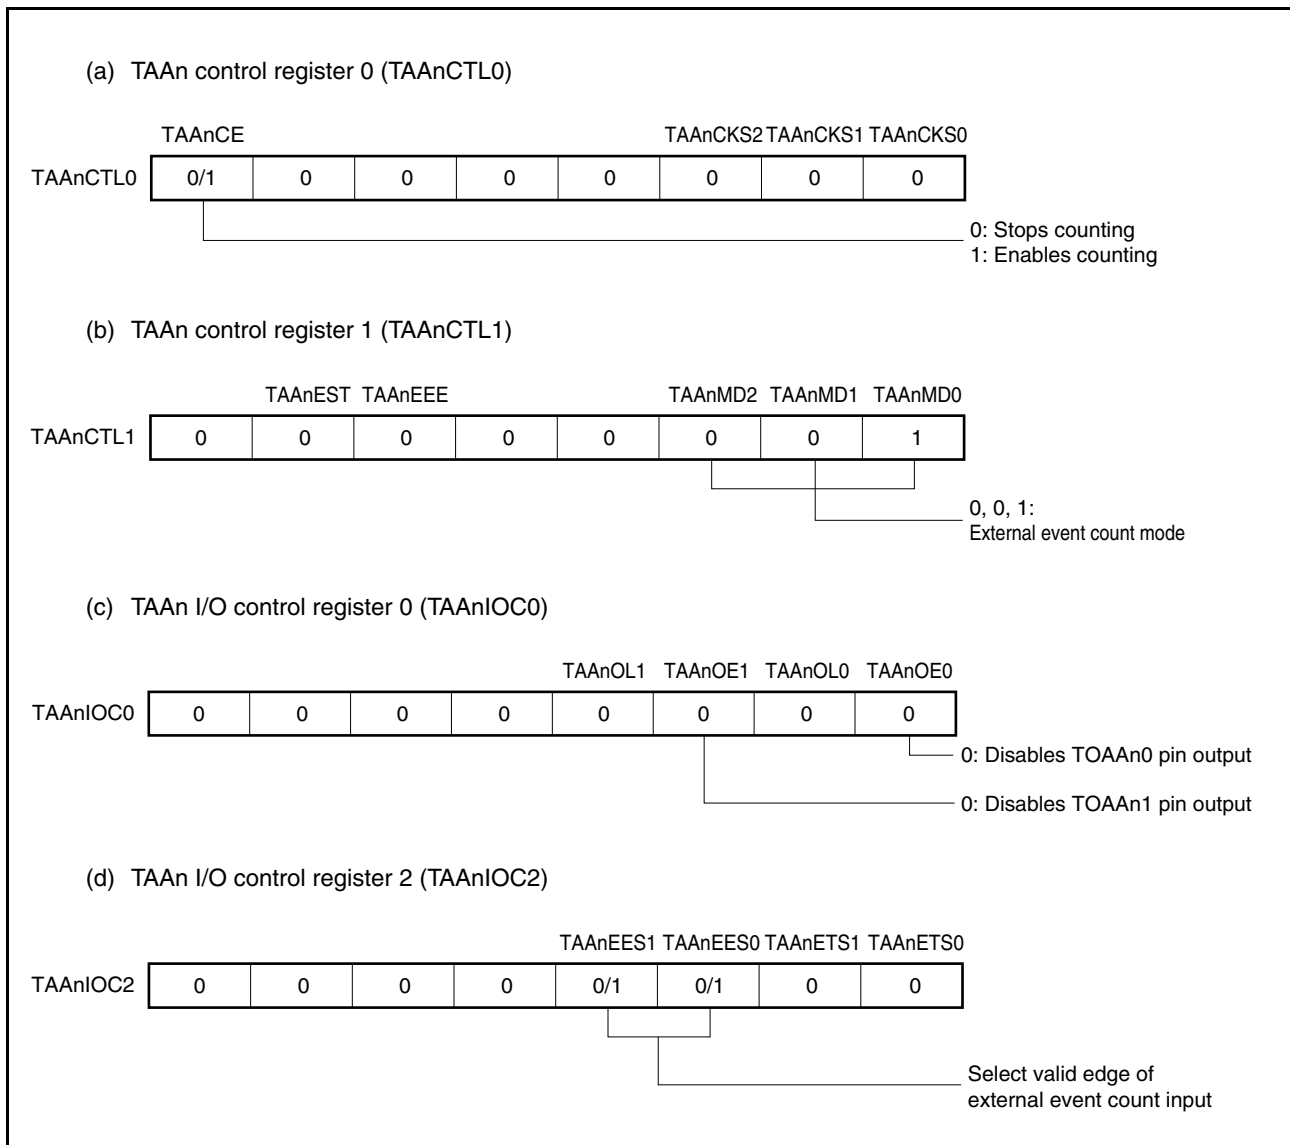 (a) TAAn control register 0 (TAAnCTL0)
TAAnCE TAAnCKS2 TAAnCKS1 TAAnCKS0
TAAnCTL0 0/1 0 0 0 0 0 0 0
0: Stops counting
1: Enables counting
(b) TAAn control register 1 (TAAnCTL1)
TAAnEST TAAnEEE TAAnMD2 TAAnMD1 TAAnMD0
TAAnCTL1 0 0 0 0 0 0 0 1
0, 0, 1:
External event count mode
(c) TAAn I/O control register 0 (TAAnIOC0)
TAAnOL1 TAAnOE1 TAAnOL0 TAAnOE0
TAAnIOC0 0 0 0 0 0 0 0 0
0: Disables TOAAn0 pin output
0: Disables TOAAn1 pin output
(d) TAAn I/O control register 2 (TAAnIOC2)
TAAnEES1 TAAnEES0 TAAnETS1 TAAnETS0
TAAnIOC2 0 0 0 0 0/1 0/1 0 0
Select valid edge of
external event count input